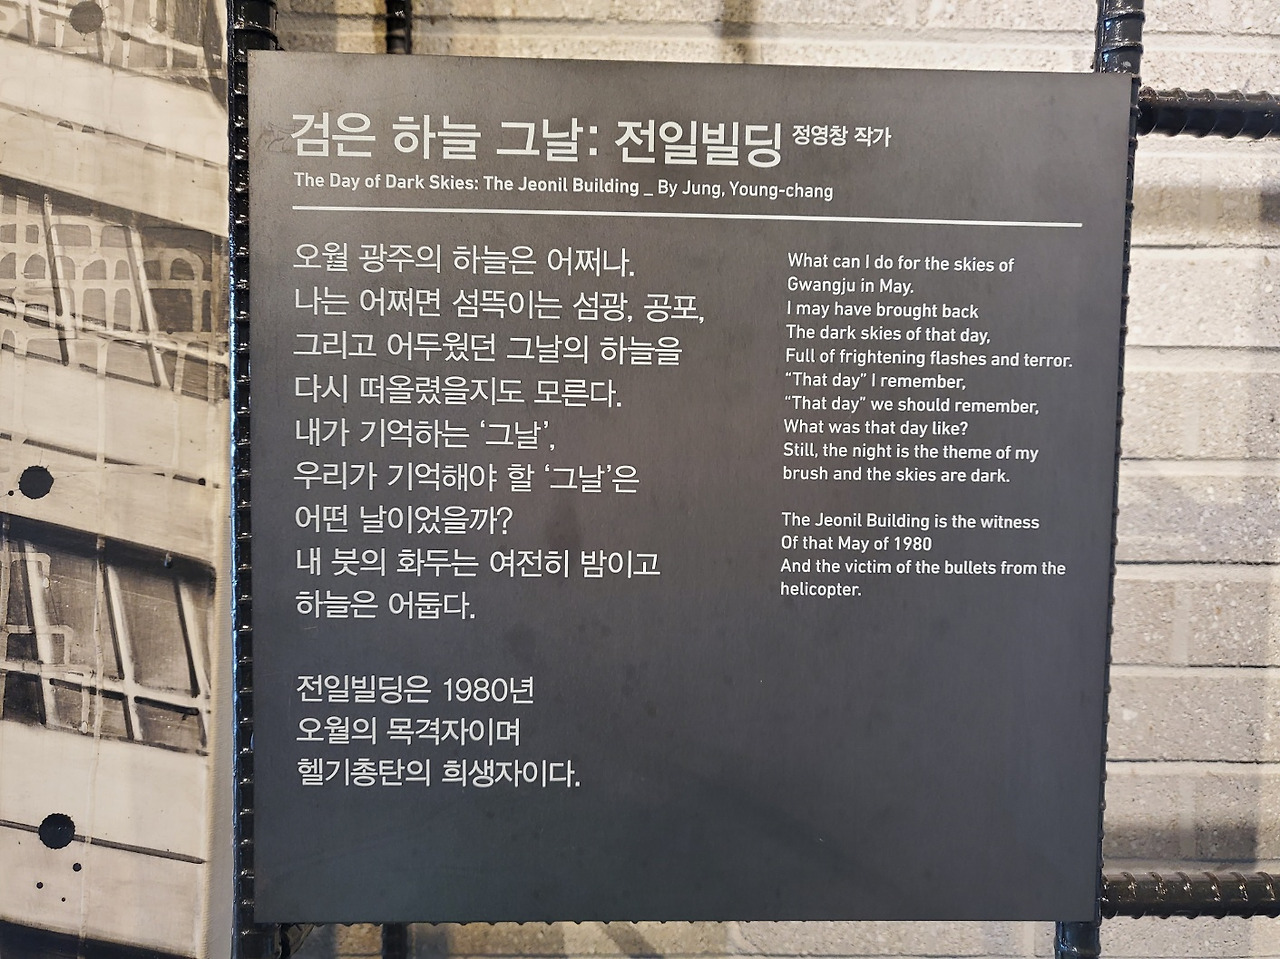 검은 하늘 그날: 전일빌딩 정영창 작가
The Day of Dark Skies: The Jeonil Building _ By Jung, Young-chang
오월 광주의 하늘은 어쩌나.
나는 어쩌면 섬뜩이는 섬광, 공포,
그리고 어두웠던 그날의 하늘을
다시 떠올렸을지도 모른다.
내가 기억하는 ‘그날’,
우리가 기억해야 할 ‘그날’은
어떤 날이었을까?
내 붓의 화두는 여전히 밤이고
하늘은 어둡다.
전일빌딩은 1980년
오월의 목격자이며
헬기총탄의 희생자이다.
What can I do for the skies of
Gwangju in May.
I may have brought back
The dark skies of that day,
Full of frightening flashes and terror.
“That day” I remember,
“That day” we should remember,
What was that day like?
Still, the night is the theme of my
brush and the skies are dark.
The Jeonil Building is the witness
Of that May of 1980
And the victim of the bullets from the
helicopter.